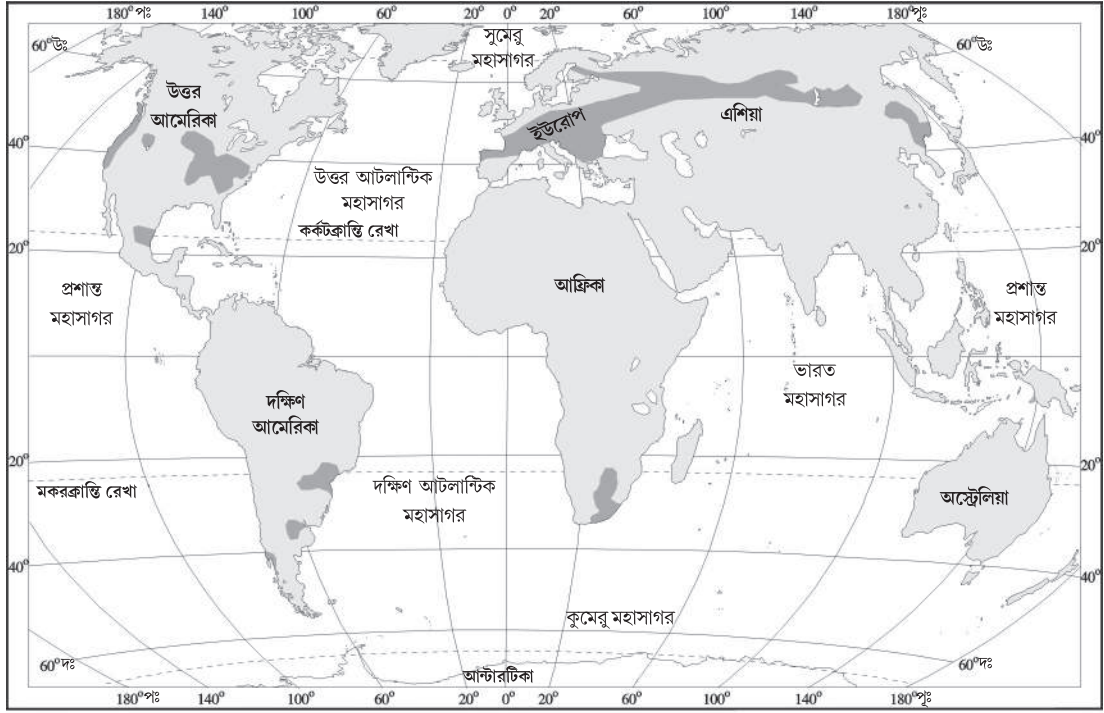 180°পঃ 140° 100° 60° 20° 0° 20° 60° 100° 140° 180°পূঃ
60°উঃ
সুমেরু
মহাসাগর
60°উঃ
উত্তর
আমেরিকা
ইউরোপ
এশিয়া
40°
40°
উত্তর আটলান্টিক
মহাসাগর
কর্কটক্রান্তি রেখা
20°
20°
প্রশান্ত
মহাসাগর
আফ্রিকা
প্রশান্ত
মহাসাগর
ভারত
মহাসাগর
দক্ষিণ
আমেরিকা
20°
20°
মকরক্রান্তি রেখা
দক্ষিণ আটলান্টিক
মহাসাগর
অস্ট্রেলিয়া
40°
40°
কুমেরু মহাসাগর
60°দঃ
60°দঃ
আন্টারটিকা
180°পঃ 140° 100° 60° 20° 0° 20° 60° 100° 140° 180°পূঃ